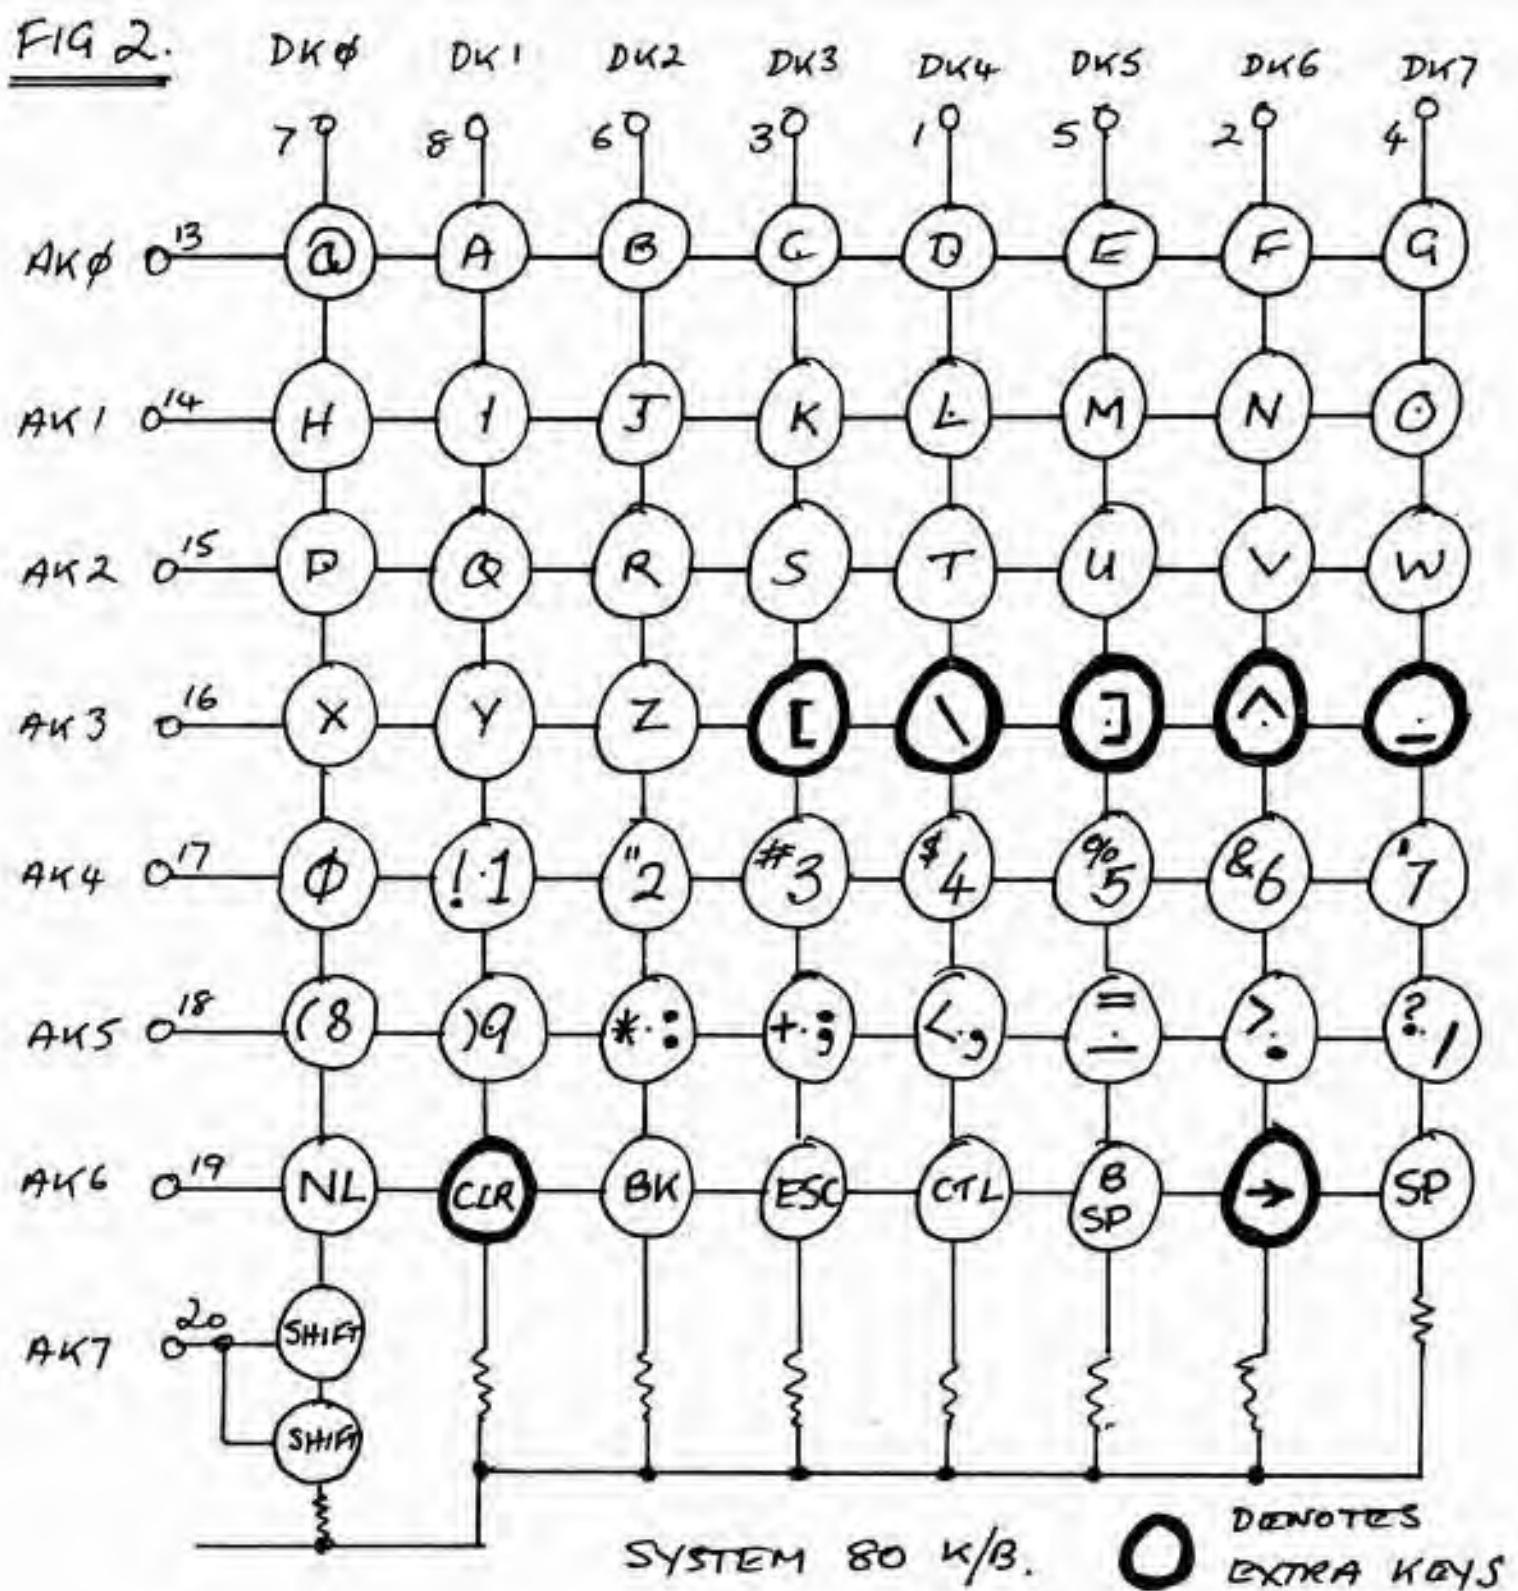 FIG 2. DKϕ DK1 DK2 DK3 DK4 DK5 DK6 DK7
7 8 6 3 1 5 2 4
AKϕ 13 @ A B C D E F G
AK1 14 H I J K L M N O
AK2 15 P Q R S T U V W
AK3 16 X Y Z [ \ ] ^ _
AK4 17 ϕ !1 "2 #3 $4 %5 &6 '7
AK5 18 (8 )9 *: +; <, =- >. ?/
AK6 19 NL CLR BK ESC CTL B SP → SP
AK7 20 SHIFT
SHIFT
SYSTEM 80 K/B.
DENOTES
EXTRA KEYS